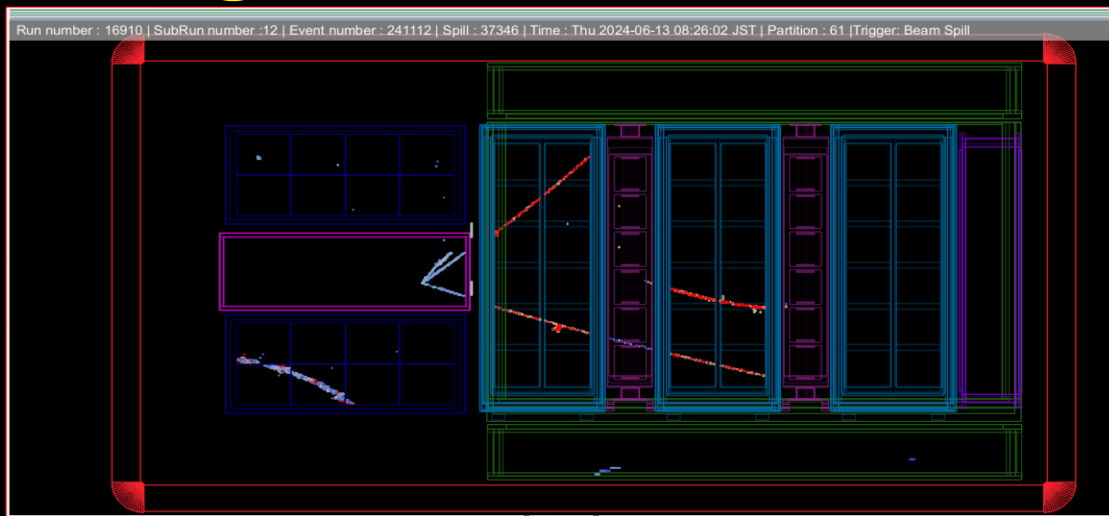 Run number : 16910 | SubRun number :12 | Event number : 241112 | Spill : 37346 | Time : Thu 2024-06-13 08:26:02 JST | Partition : 61 |Trigger: Beam Spill